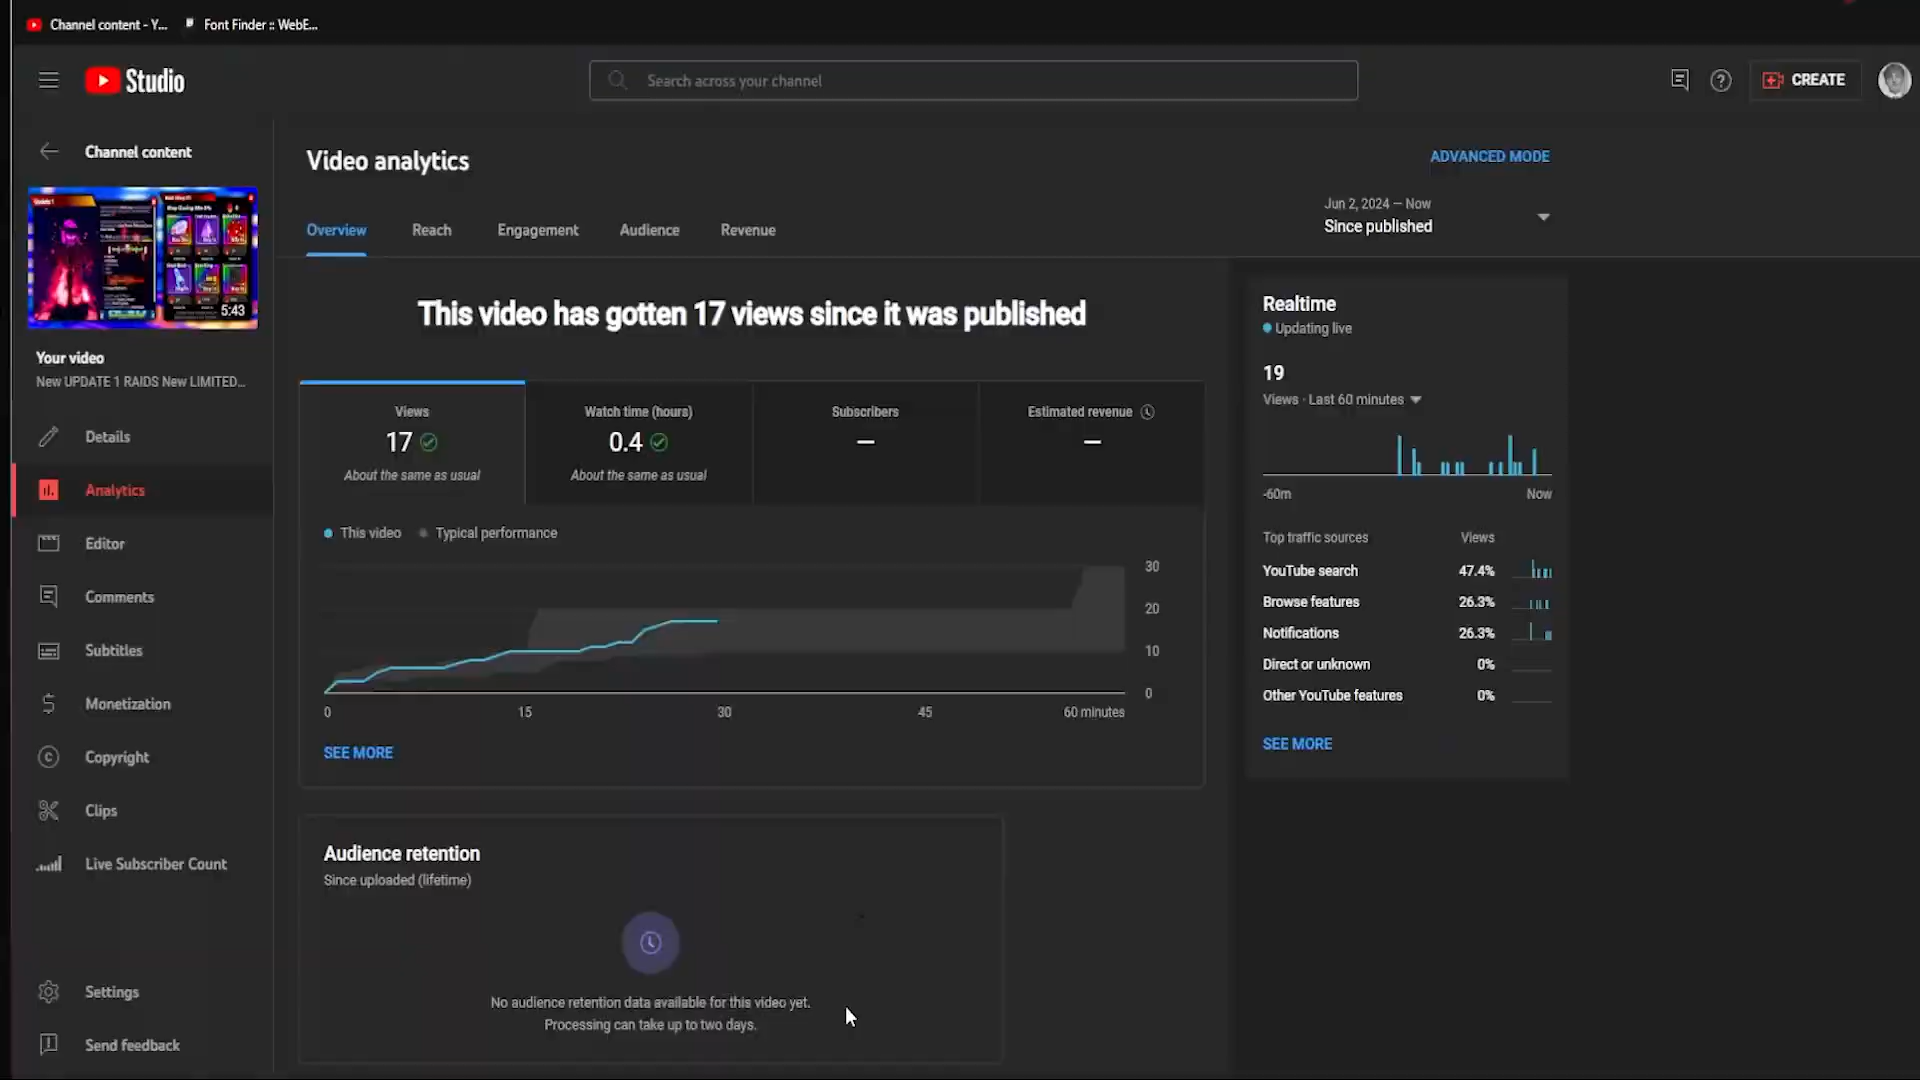 Channel content - Y...
Font Finder :: WebE...
Studio
Search across your channel
CREATE
Channel content
5:43
Your video
New UPDATE 1 RAIDS New LIMITED...
Details
Analytics
Editor
Comments
Subtitles
Monetization
Copyright
Clips
Live Subscriber Count
Settings
Send feedback
Video analytics
ADVANCED MODE
Overview
Reach
Engagement
Audience
Revenue
Jun 2, 2024 – Now
Since published
This video has gotten 17 views since it was published
Views
17
About the same as usual
Watch time (hours)
0.4
About the same as usual
Subscribers
—
Estimated revenue
—
This video
Typical performance
30
20
10
0
0
15
30
45
60 minutes
SEE MORE
Audience retention
Since uploaded (lifetime)
No audience retention data available for this video yet.
Processing can take up to two days.
Realtime
Updating live
19
Views · Last 60 minutes
-60m
Now
Top traffic sources
Views
YouTube search
47.4%
Browse features
26.3%
Notifications
26.3%
Direct or unknown
0%
Other YouTube features
0%
SEE MORE